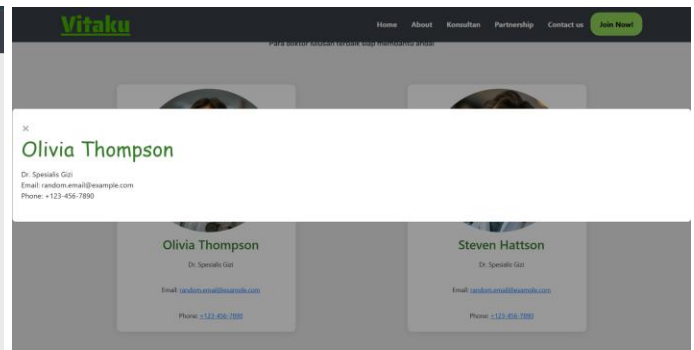 Vitaku
Home About Konsultan Partnership Contact us Join Now!
Para doktor lulusan terbaik siap membantu anda!
×
Olivia Thompson
Dr. Spesialis Gizi
Email: random.email@example.com
Phone: +123-456-7890
Olivia Thompson
Dr. Spesialis Gizi
Email: random.email@example.com
Phone: +123-456-7890
Steven Hattson
Dr. Spesialis Gizi
Email: random.email@example.com
Phone: +123-456-7890